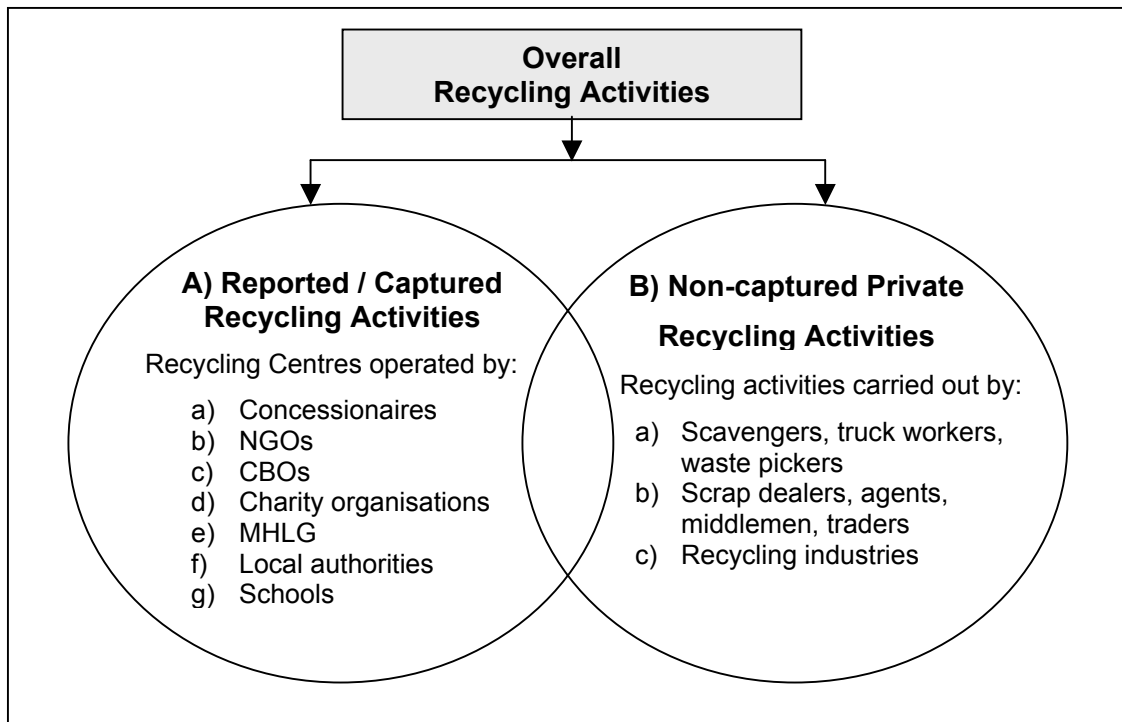 Overall
Recycling Activities
A) Reported / Captured
Recycling Activities
Recycling Centres operated by:
a) Concessionaires
b) NGOs
c) CBOs
d) Charity organisations
e) MHLG
f) Local authorities
g) Schools
B) Non-captured Private
Recycling Activities
Recycling activities carried out by:
a) Scavengers, truck workers,
waste pickers
b) Scrap dealers, agents,
middlemen, traders
c) Recycling industries